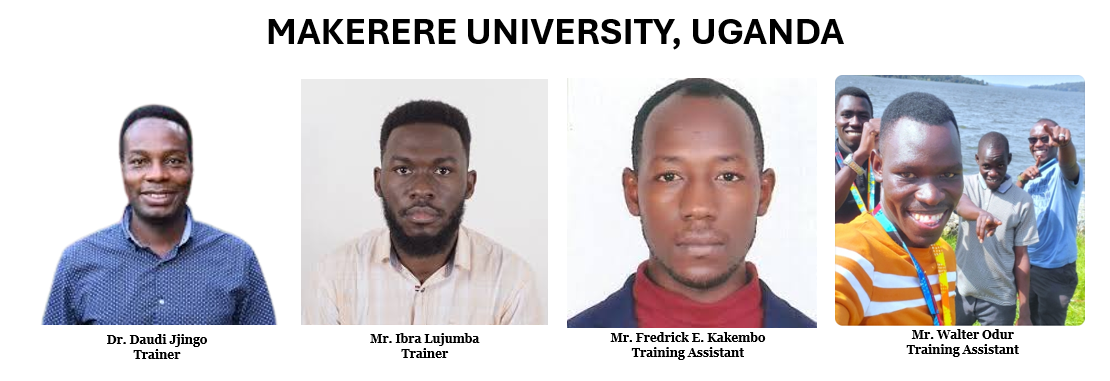 MAKERERE UNIVERSITY, UGANDA
Dr. Daudi Jjingo
Trainer
Mr. Ibra Lujumba
Trainer
Mr. Fredrick E. Kakembo
Training Assistant
Mr. Walter Odur
Training Assistant